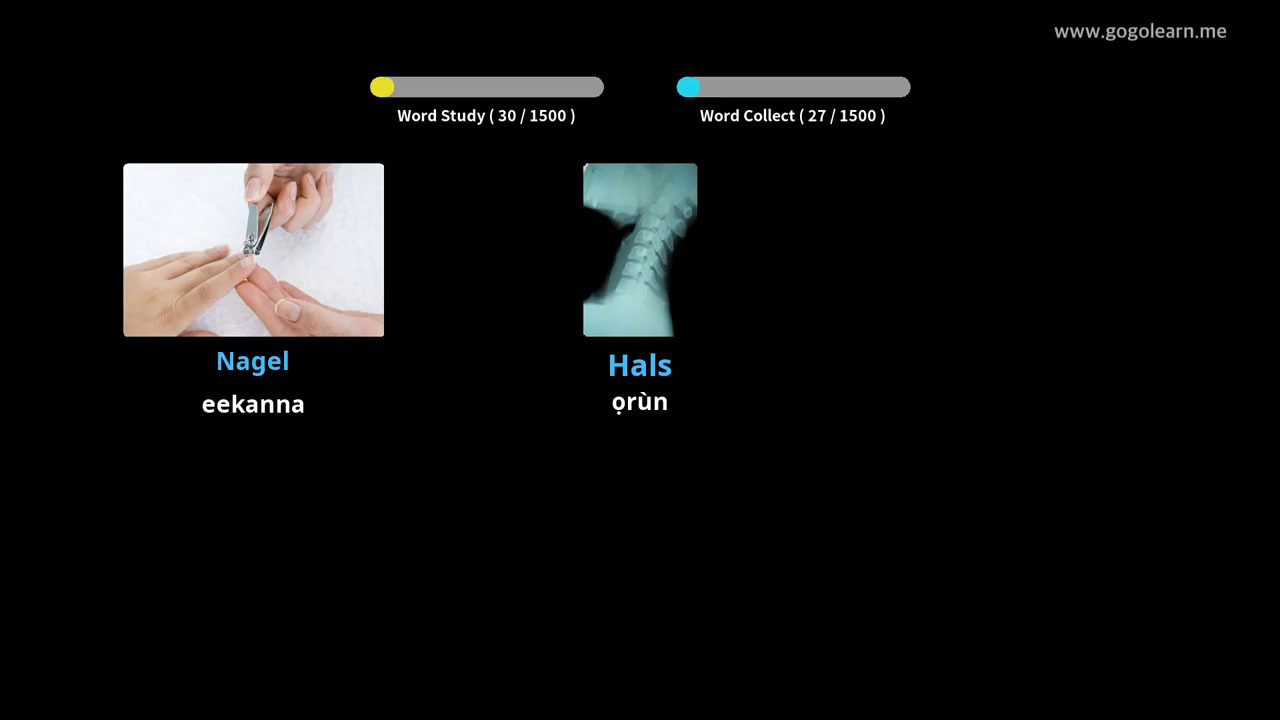 www.gogolearn.me
Word Study ( 30 / 1500 )
Word Collect ( 27 / 1500 )
Nagel
eekanna
Hals
ọrùn